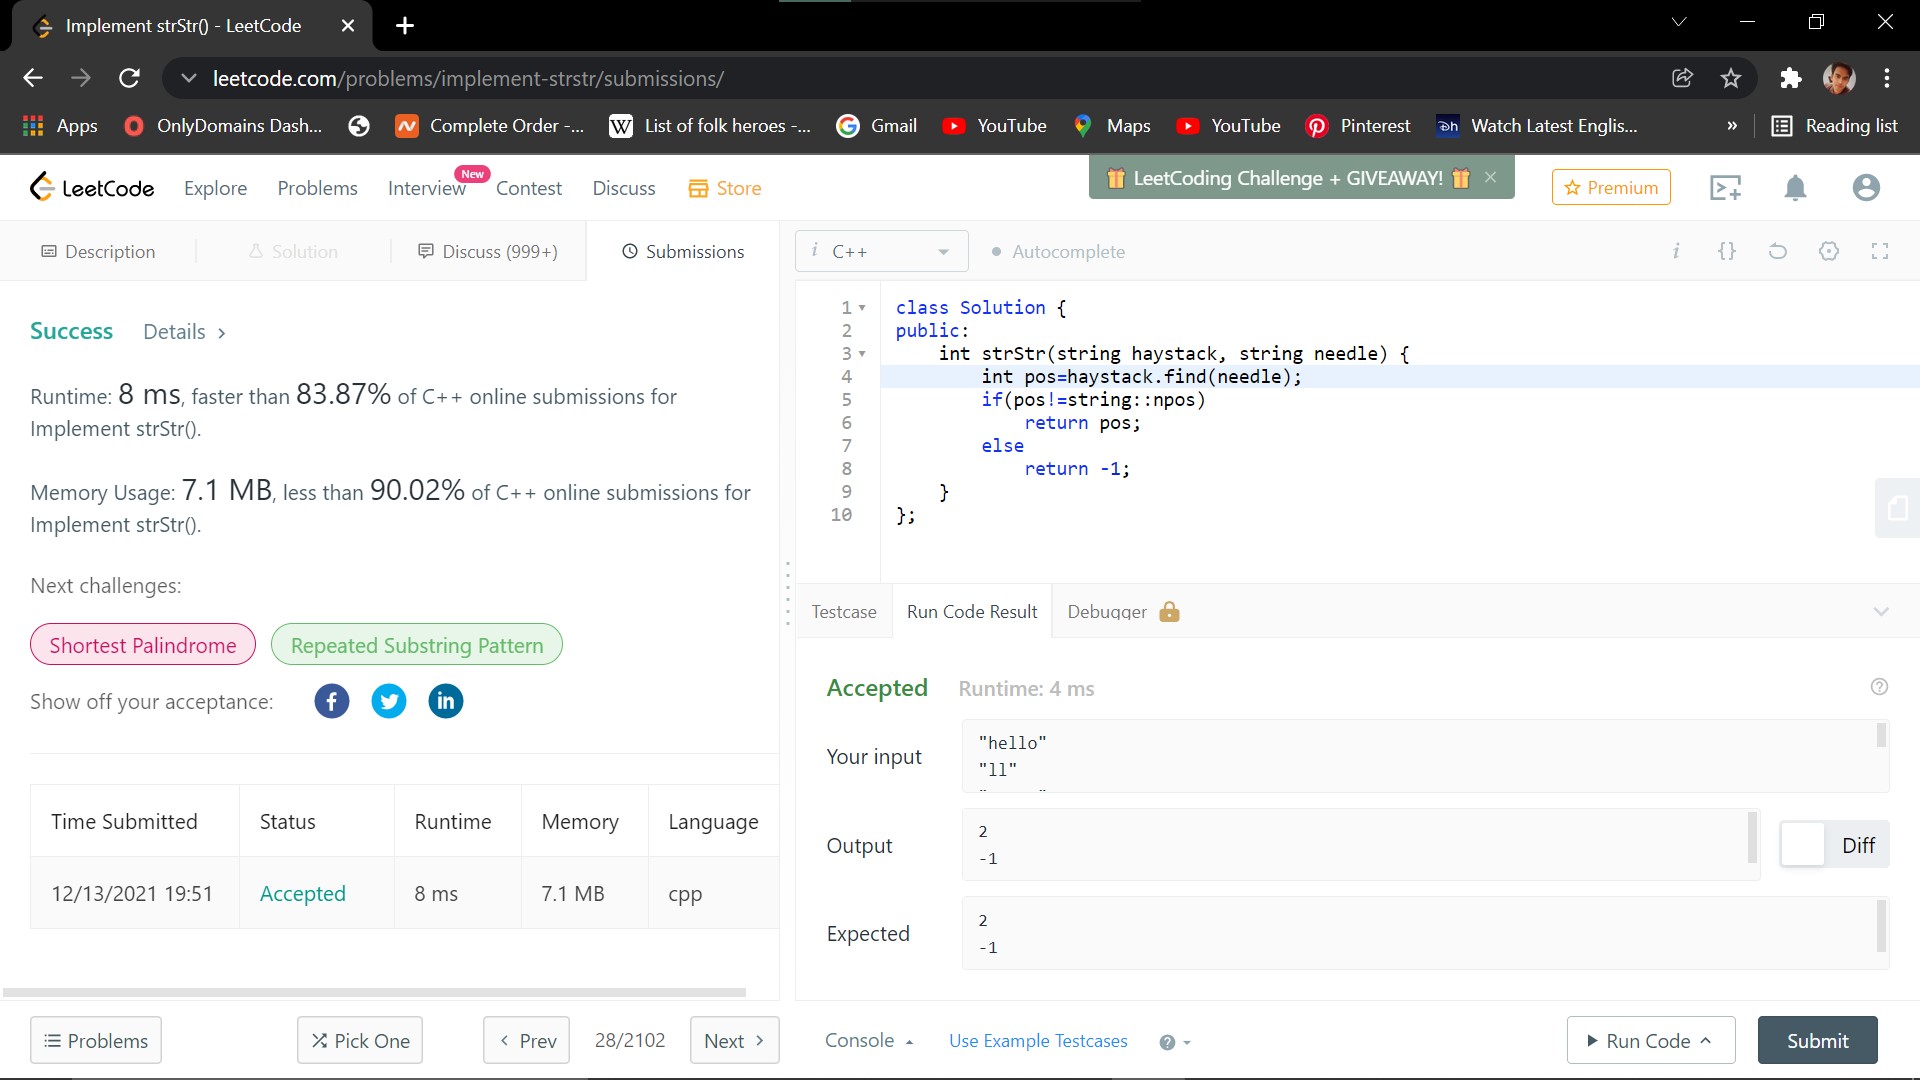 Implement strStr() - LeetCode
leetcode.com/problems/implement-strstr/submissions/
Apps OnlyDomains Dash... Complete Order -... W List of folk heroes -... Gmail YouTube Maps YouTube Pinterest Watch Latest Englis... » Reading list
LeetCode Explore Problems Interview New Contest Discuss Store LeetCoding Challenge + GIVEAWAY! Premium
Description Solution Discuss (999+) Submissions
i C++ Autocomplete i {}
Success Details >
Runtime: 8 ms, faster than 83.87% of C++ online submissions for
Implement strStr().
Memory Usage: 7.1 MB, less than 90.02% of C++ online submissions for
Implement strStr().
Next challenges:
Shortest Palindrome Repeated Substring Pattern
Show off your acceptance: f in
Time Submitted Status Runtime Memory Language
12/13/2021 19:51 Accepted 8 ms 7.1 MB cpp
1 class Solution {
2 public:
3 int strStr(string haystack, string needle) {
4 int pos=haystack.find(needle);
5 if(pos!=string::npos)
6 return pos;
7 else
8 return -1;
9 }
10 };
Testcase Run Code Result Debugger
Accepted Runtime: 4 ms
Your input
"hello"
"ll"
Output
2
-1
Diff
Expected
2
-1
Problems Pick One < Prev 28/2102 Next > Console Use Example Testcases ? Run Code Submit